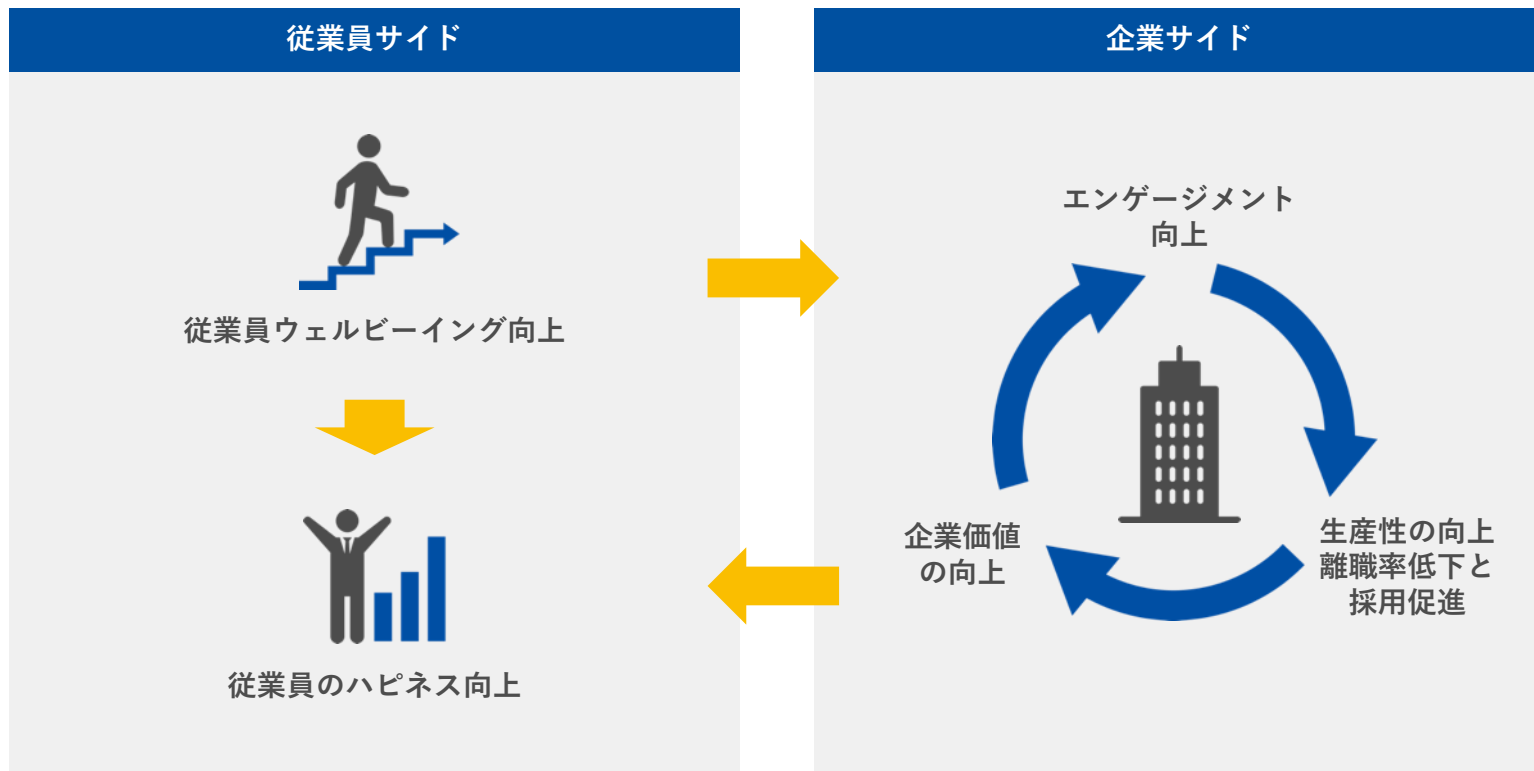 従業員サイド
従業員ウェルビーイング向上
従業員のハピネス向上
企業サイド
エンゲージメント
向上
生産性の向上
離職率低下と
採用促進
企業価値
の向上